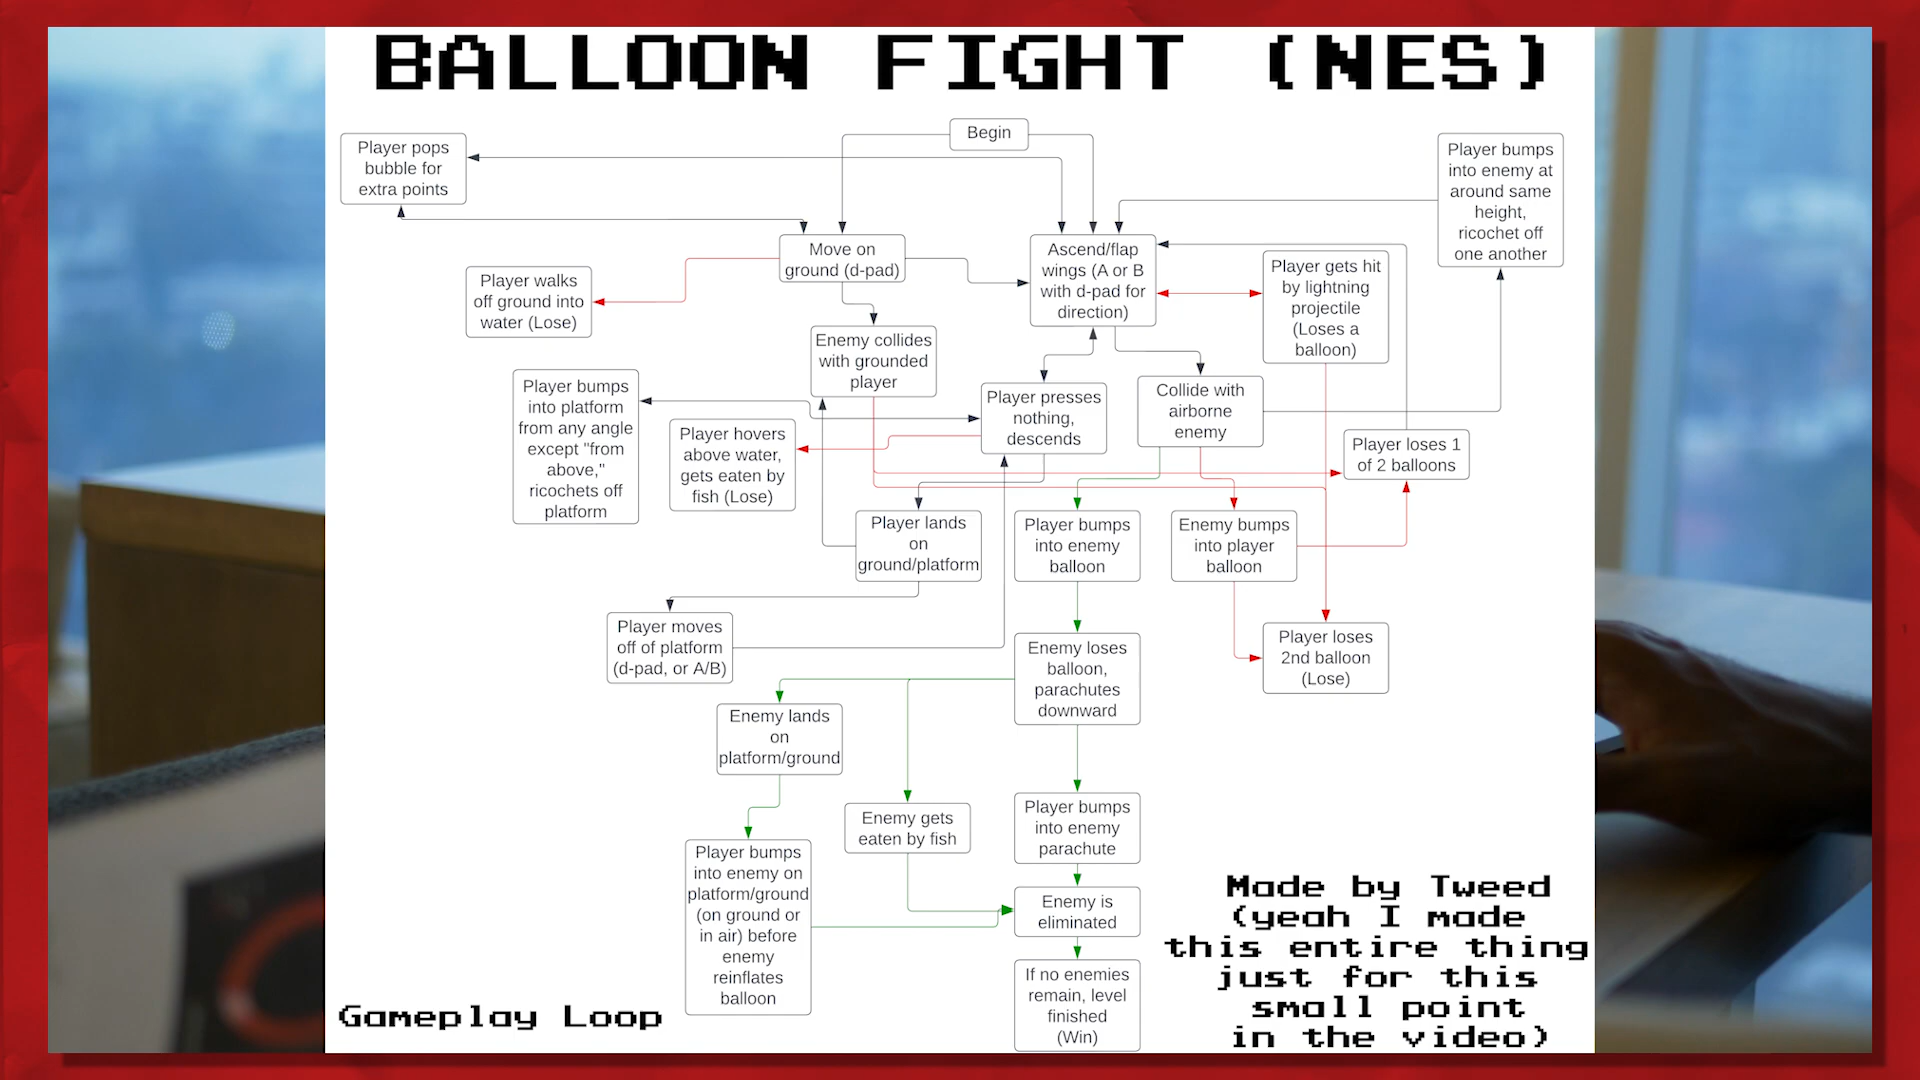 BALLOON FIGHT (NES)
Begin
Player pops
bubble for
extra points
Player bumps
into enemy at
around same
height,
ricochet off
one another
Move on
ground (d-pad)
Ascend/flap
wings (A or B
with d-pad for
direction)
Player gets hit
by lightning
projectile
(Loses a
balloon)
Player walks
off ground into
water (Lose)
Enemy collides
with grounded
player
Player bumps
into platform
from any angle
except "from
above,"
ricochets off
platform
Player hovers
above water,
gets eaten by
fish (Lose)
Player presses
nothing,
descends
Collide with
airborne
enemy
Player loses 1
of 2 balloons
Player lands
on
ground/platform
Player bumps
into enemy
balloon
Enemy bumps
into player
balloon
Player moves
off of platform
(d-pad, or A/B)
Enemy loses
balloon,
parachutes
downward
Player loses
2nd balloon
(Lose)
Enemy lands
on
platform/ground
Enemy gets
eaten by fish
Player bumps
into enemy
parachute
Player bumps
into enemy on
platform/ground
(on ground or
in air) before
enemy
reinflates
balloon
Enemy is
eliminated
If no enemies
remain, level
finished
(Win)
Gameplay Loop
Made by Tweed
(yeah I made
this entire thing
just for this
small point
in the video)